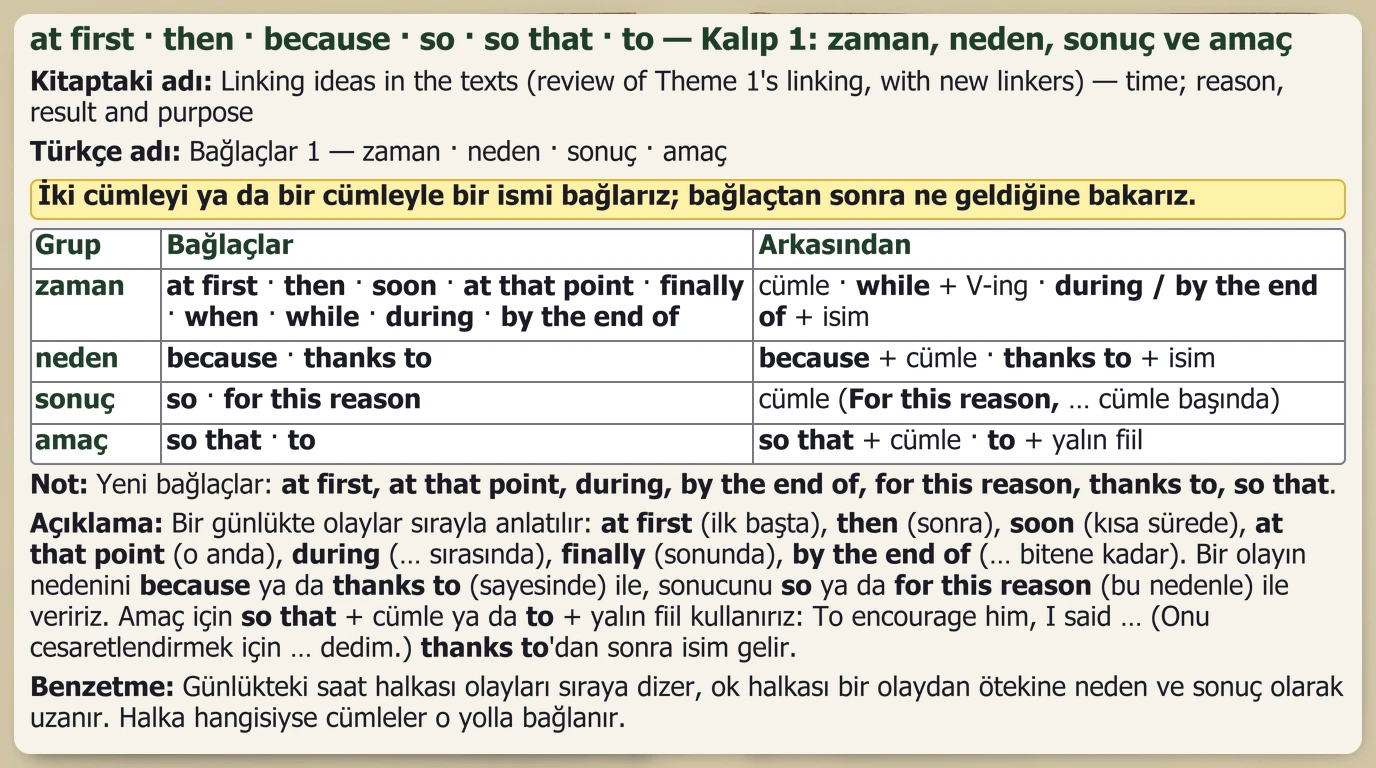 at first · then · because · so · so that · to — Kalıp 1: zaman, neden, sonuç ve amaç
Kitaptaki adı: Linking ideas in the texts (review of Theme 1's linking, with new linkers) — time; reason,
result and purpose
Türkçe adı: Bağlaçlar 1 — zaman · neden · sonuç · amaç
İki cümleyi ya da bir cümleyle bir ismi bağlarız; bağlaçtan sonra ne geldiğine bakarız.
Grup Bağlaçlar Arkasından
zaman at first · then · soon · at that point · finally cümle · while + V-ing · during / by the end
· when · while · during · by the end of of + isim
neden because · thanks to because + cümle · thanks to + isim
sonuç so · for this reason cümle (For this reason, … cümle başında)
amaç so that · to so that + cümle · to + yalın fiil
Not: Yeni bağlaçlar: at first, at that point, during, by the end of, for this reason, thanks to, so that.
Açıklama: Bir günlükte olaylar sırayla anlatılır: at first (ilk başta), then (sonra), soon (kısa sürede), at
that point (o anda), during (… sırasında), finally (sonunda), by the end of (… bitene kadar). Bir olayın
nedenini because ya da thanks to (sayesinde) ile, sonucunu so ya da for this reason (bu nedenle) ile
veririz. Amaç için so that + cümle ya da to + yalın fiil kullanırız: To encourage him, I said … (Onu
cesaretlendirmek için … dedim.) thanks to'dan sonra isim gelir.
Benzetme: Günlükteki saat halkası olayları sıraya dizer, ok halkası bir olaydan ötekine neden ve sonuç olarak
uzanır. Halka hangisiyse cümleler o yolla bağlanır.